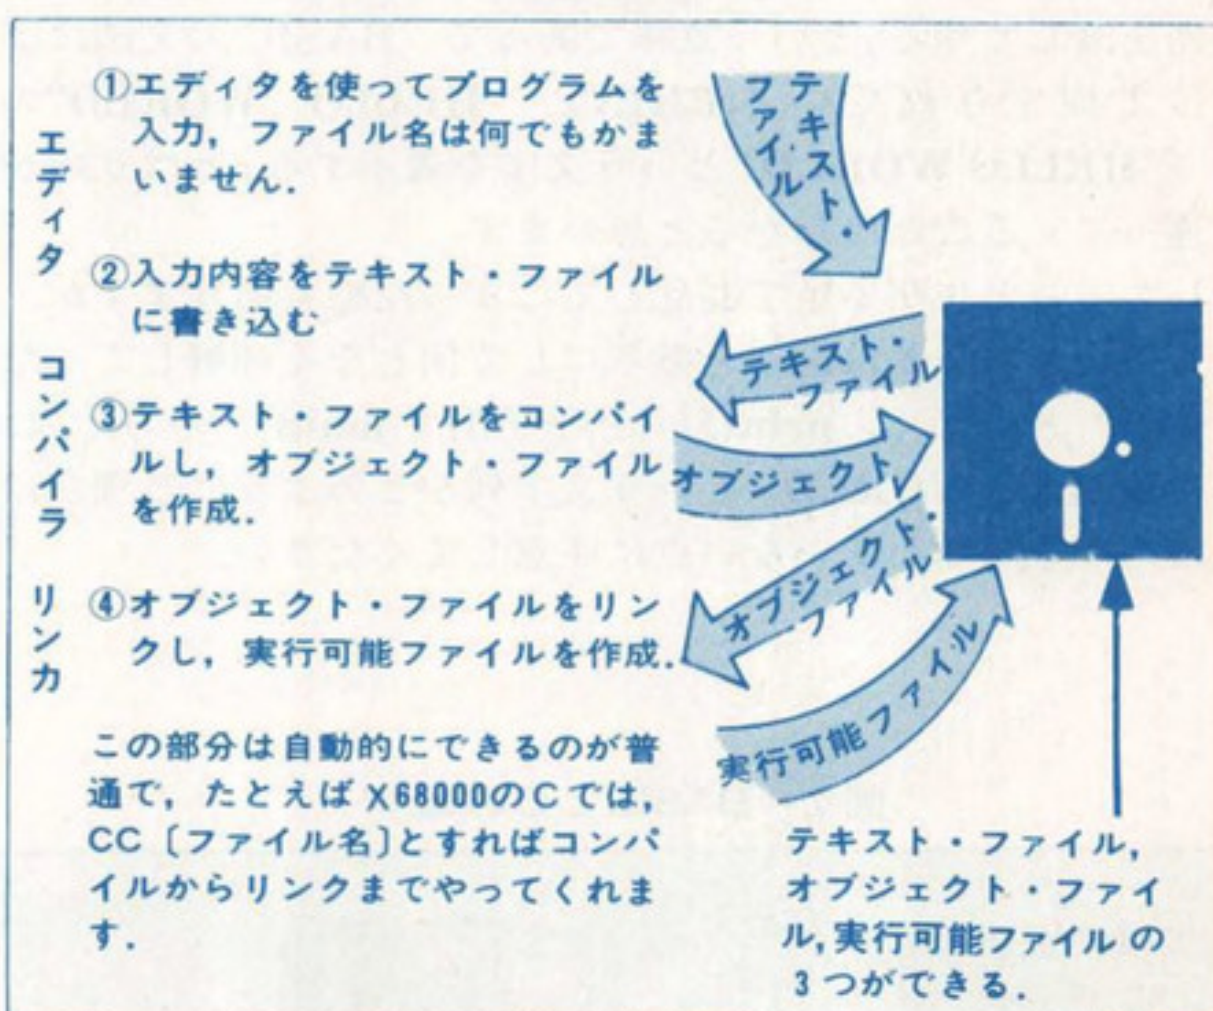 エディタ
①エディタを使ってプログラムを
入力，ファイル名は何でもかま
いません．
②入力内容をテキスト・ファイル
に書き込む
コンパイラ
③テキスト・ファイルをコンパイ
ルし，オブジェクト・ファイル
を作成．
リンカ
④オブジェクト・ファイルをリン
クし，実行可能ファイルを作成．
この部分は自動的にできるのが普
通で，たとえばX68000のCでは，
CC〔ファイル名〕とすればコンパ
イルからリンクまでやってくれま
す．
テキスト・
ファイル
テキスト・
ファイル
オブジェクト
オブジェクト・
ファイル
実行可能ファイル
テキスト・ファイル，
オブジェクト・ファイ
ル，実行可能ファイルの
3つができる．